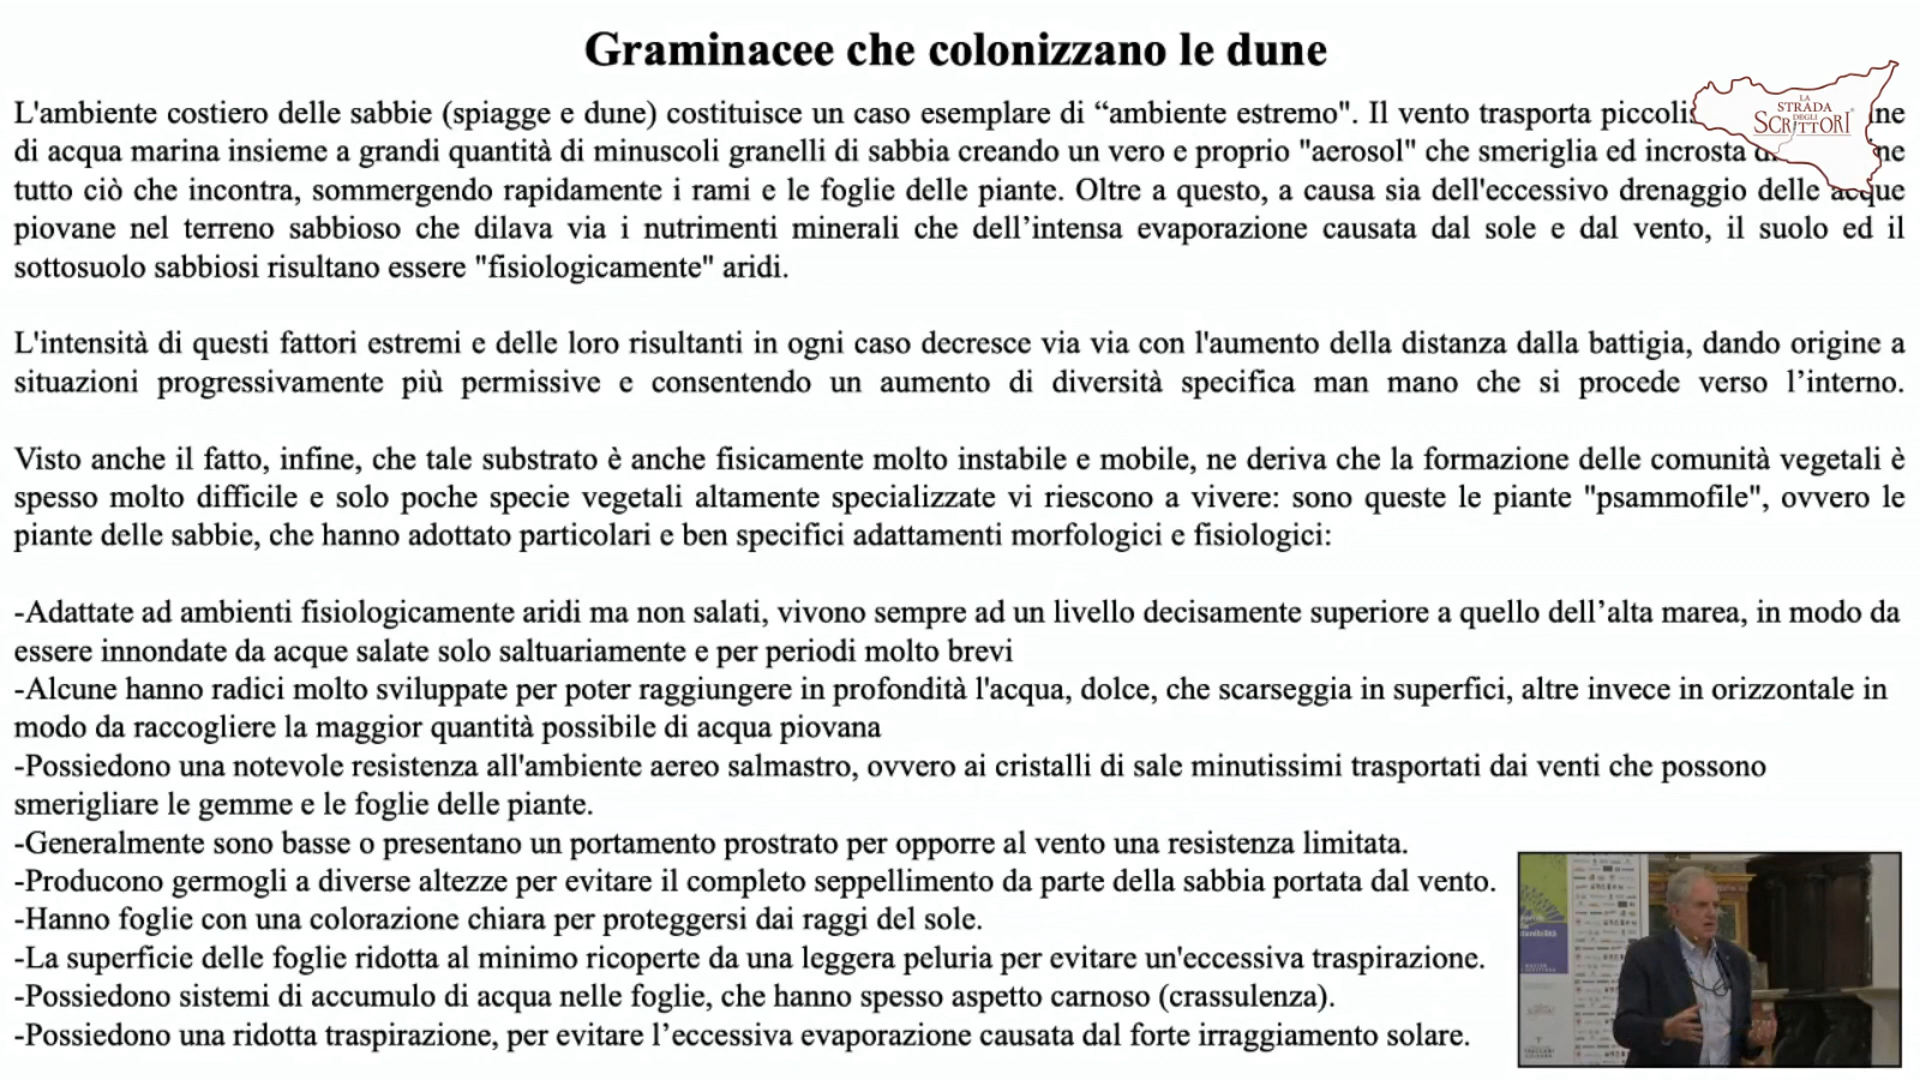 Graminacee che colonizzano le dune
L'ambiente costiero delle sabbie (spiagge e dune) costituisce un caso esemplare di “ambiente estremo". Il vento trasporta
di acqua marina insieme a grandi quantità di minuscoli granelli di sabbia creando un vero e proprio "aerosol" che smeriglia ed incrosta
tutto ciò che incontra, sommergendo rapidamente i rami e le foglie delle piante. Oltre a questo, a causa sia dell'eccessivo drenaggio delle acque
piovane nel terreno sabbioso che dilava via i nutrimenti minerali che dell’intensa evaporazione causata dal sole e dal vento, il suolo ed il
sottosuolo sabbiosi risultano essere "fisiologicamente" aridi.
LA
STRADA
DEGLI
SCRITTORI
L'intensità di questi fattori estremi e delle loro risultanti in ogni caso decresce via via con l'aumento della distanza dalla battigia, dando origine a
situazioni progressivamente più permissive e consentendo un aumento di diversità specifica man mano che si procede verso l’interno.
Visto anche il fatto, infine, che tale substrato è anche fisicamente molto instabile e mobile, ne deriva che la formazione delle comunità vegetali è
spesso molto difficile e solo poche specie vegetali altamente specializzate vi riescono a vivere: sono queste le piante "psammofile", ovvero le
piante delle sabbie, che hanno adottato particolari e ben specifici adattamenti morfologici e fisiologici:
-Adattate ad ambienti fisiologicamente aridi ma non salati, vivono sempre ad un livello decisamente superiore a quello dell’alta marea, in modo da
essere innondate da acque salate solo saltuariamente e per periodi molto brevi
-Alcune hanno radici molto sviluppate per poter raggiungere in profondità l'acqua, dolce, che scarseggia in superfici, altre invece in orizzontale in
modo da raccogliere la maggior quantità possibile di acqua piovana
-Possiedono una notevole resistenza all'ambiente aereo salmastro, ovvero ai cristalli di sale minutissimi trasportati dai venti che possono
smerigliare le gemme e le foglie delle piante.
-Generalmente sono basse o presentano un portamento prostrato per opporre al vento una resistenza limitata.
-Producono germogli a diverse altezze per evitare il completo seppellimento da parte della sabbia portata dal vento.
-Hanno foglie con una colorazione chiara per proteggersi dai raggi del sole.
-La superficie delle foglie ridotta al minimo ricoperte da una leggera peluria per evitare un'eccessiva traspirazione.
-Possiedono sistemi di accumulo di acqua nelle foglie, che hanno spesso aspetto carnoso (crassulenza).
-Possiedono una ridotta traspirazione, per evitare l’eccessiva evaporazione causata dal forte irraggiamento solare.